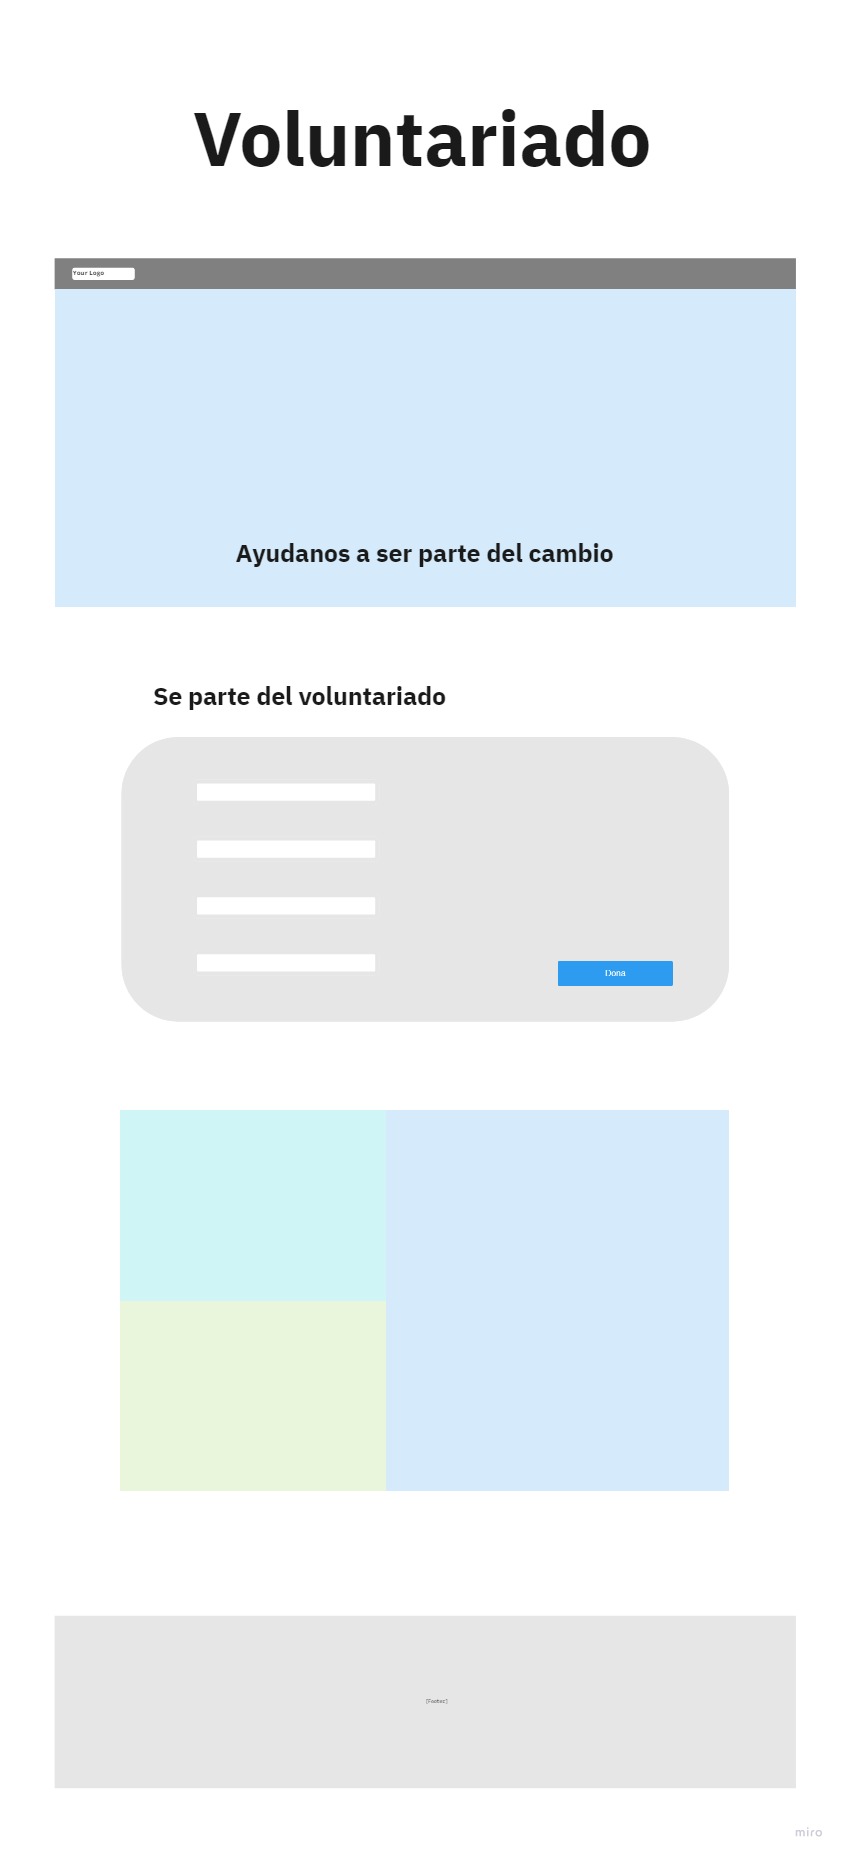 Voluntariado
Your Logo
Ayudanos a ser parte del cambio
Se parte del voluntariado
Dona
[Footer]
miro